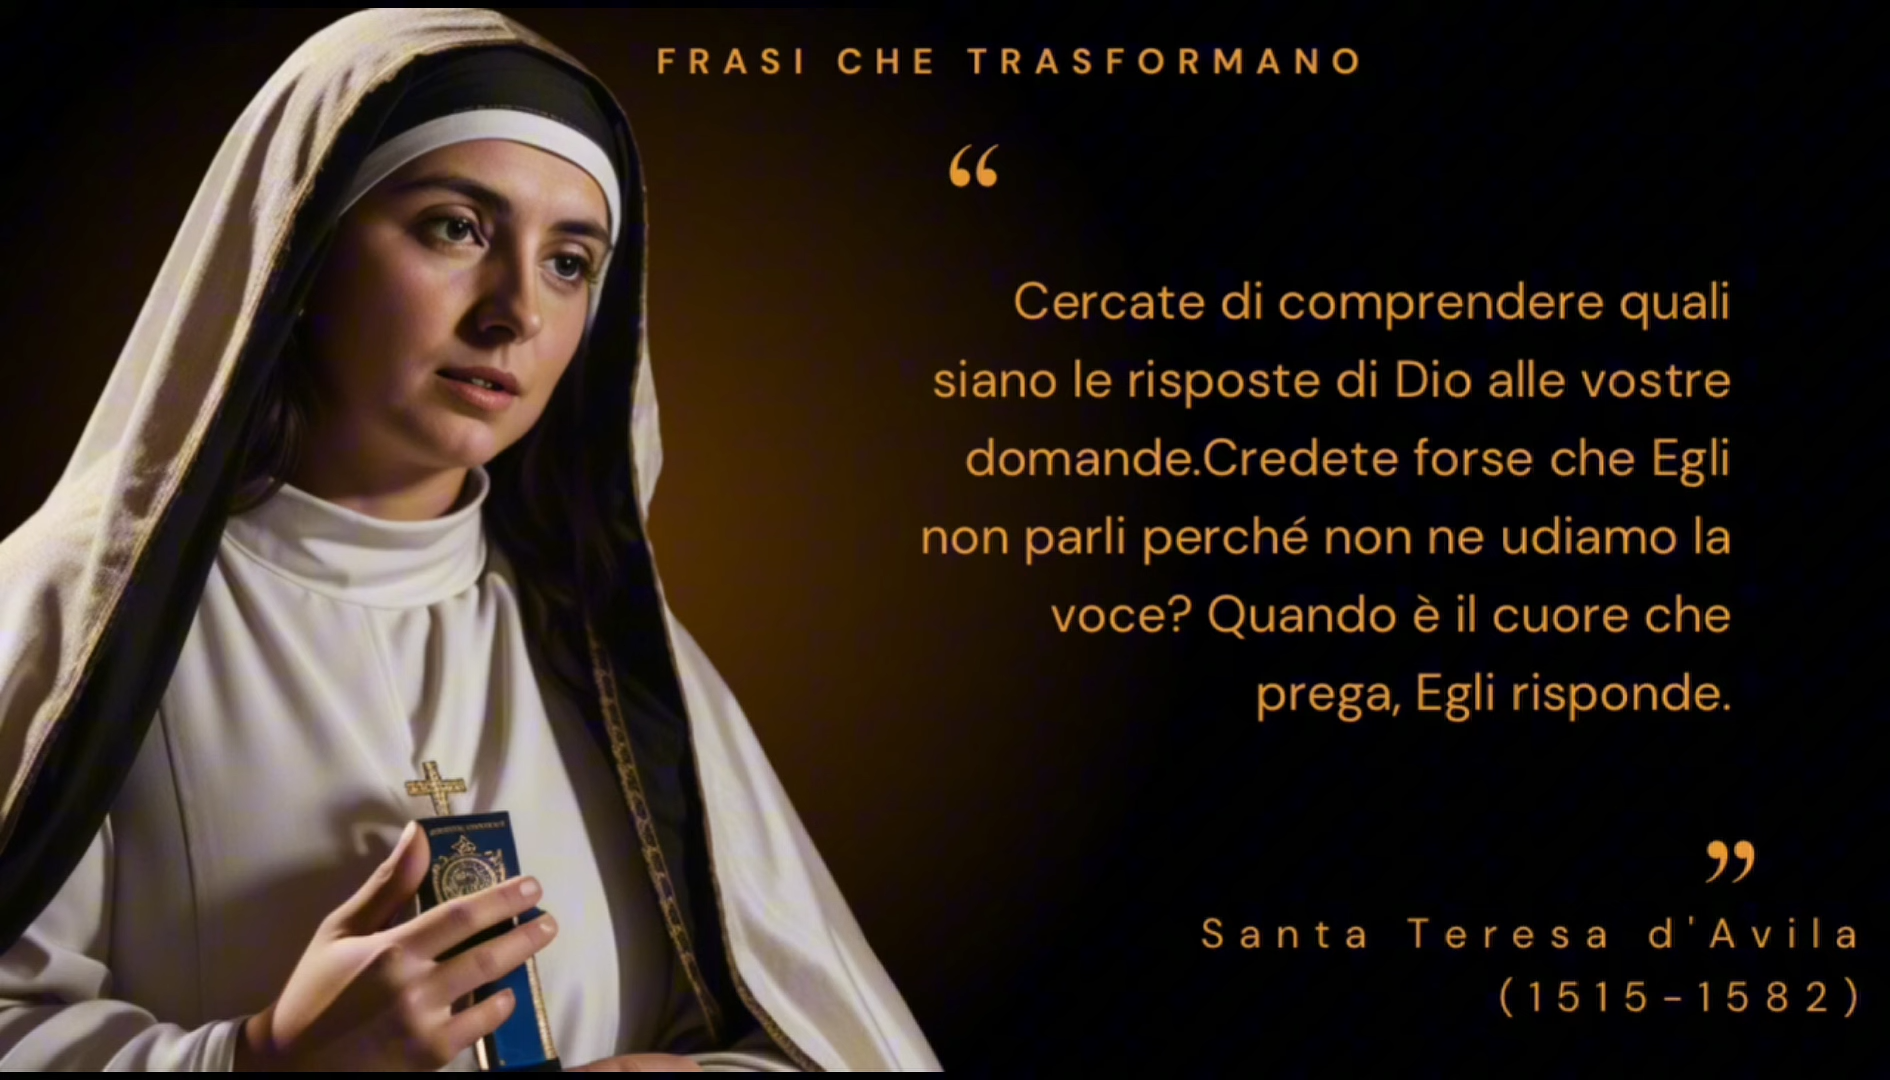 FRASI CHE TRASFORMANO
“
Cercate di comprendere quali
siano le risposte di Dio alle vostre
domande.Credete forse che Egli
non parli perché non ne udiamo la
voce? Quando è il cuore che
prega, Egli risponde.
”
Santa Teresa d'Avila
(1515-1582)